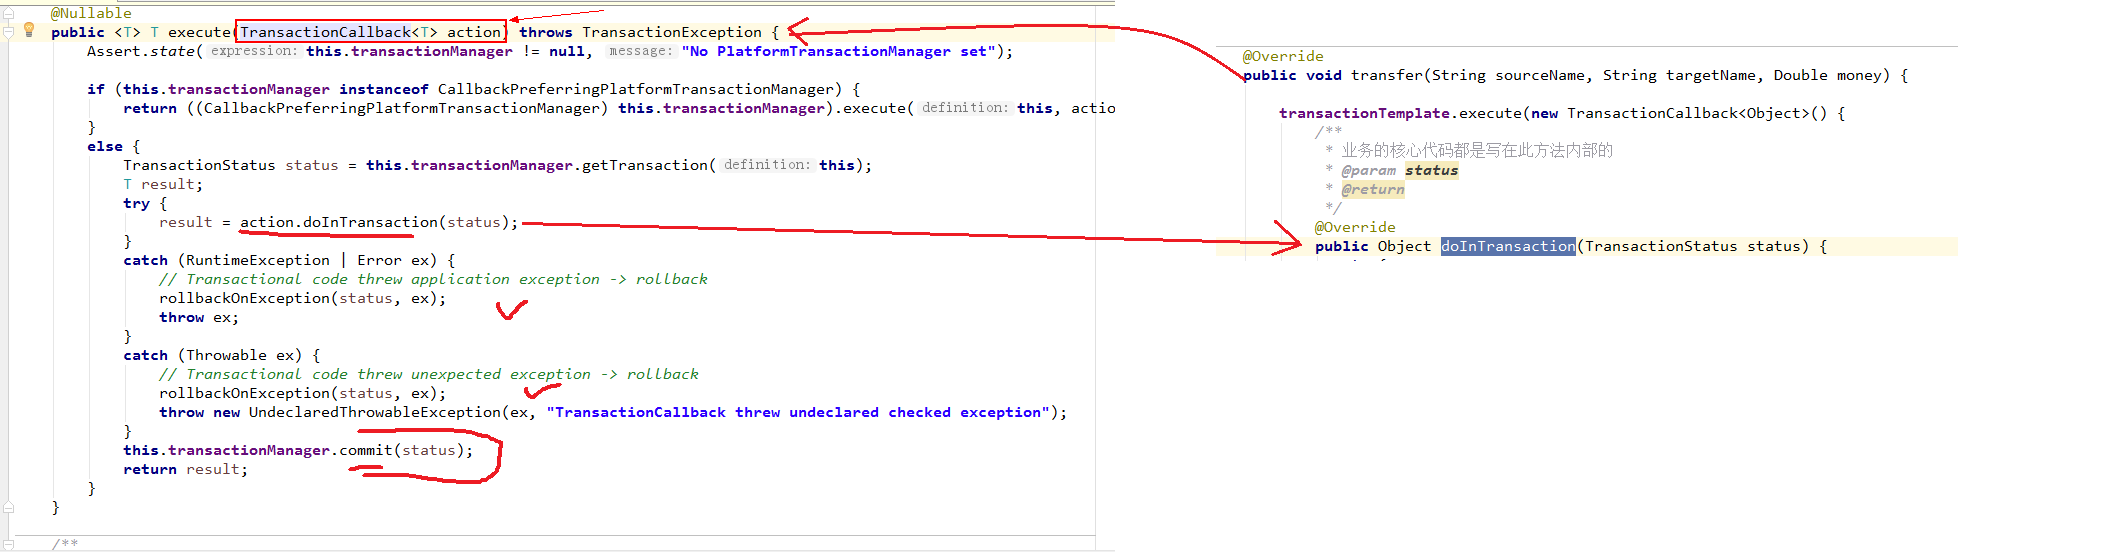 @Nullable
public <T> T execute(TransactionCallback<T> action) throws TransactionException {
Assert.state( expression: this.transactionManager != null, message: "No PlatformTransactionManager set");
if (this.transactionManager instanceof CallbackPreferringPlatformTransactionManager) {
return ((CallbackPreferringPlatformTransactionManager) this.transactionManager).execute( definition: this, actio
}
else {
TransactionStatus status = this.transactionManager.getTransaction( definition: this);
T result;
try {
result = action.doInTransaction(status);
}
catch (RuntimeException | Error ex) {
// Transactional code threw application exception -> rollback
rollbackOnException(status, ex);
throw ex;
}
catch (Throwable ex) {
// Transactional code threw unexpected exception -> rollback
rollbackOnException(status, ex);
throw new UndeclaredThrowableException(ex, "TransactionCallback threw undeclared checked exception");
}
this.transactionManager.commit(status);
return result;
}
}
/**
@Override
public void transfer(String sourceName, String targetName, Double money) {
transactionTemplate.execute(new TransactionCallback<Object>() {
/**
* 业务的核心代码都是写在此方法内部的
* @param status
* @return
*/
@Override
public Object doInTransaction(TransactionStatus status) {